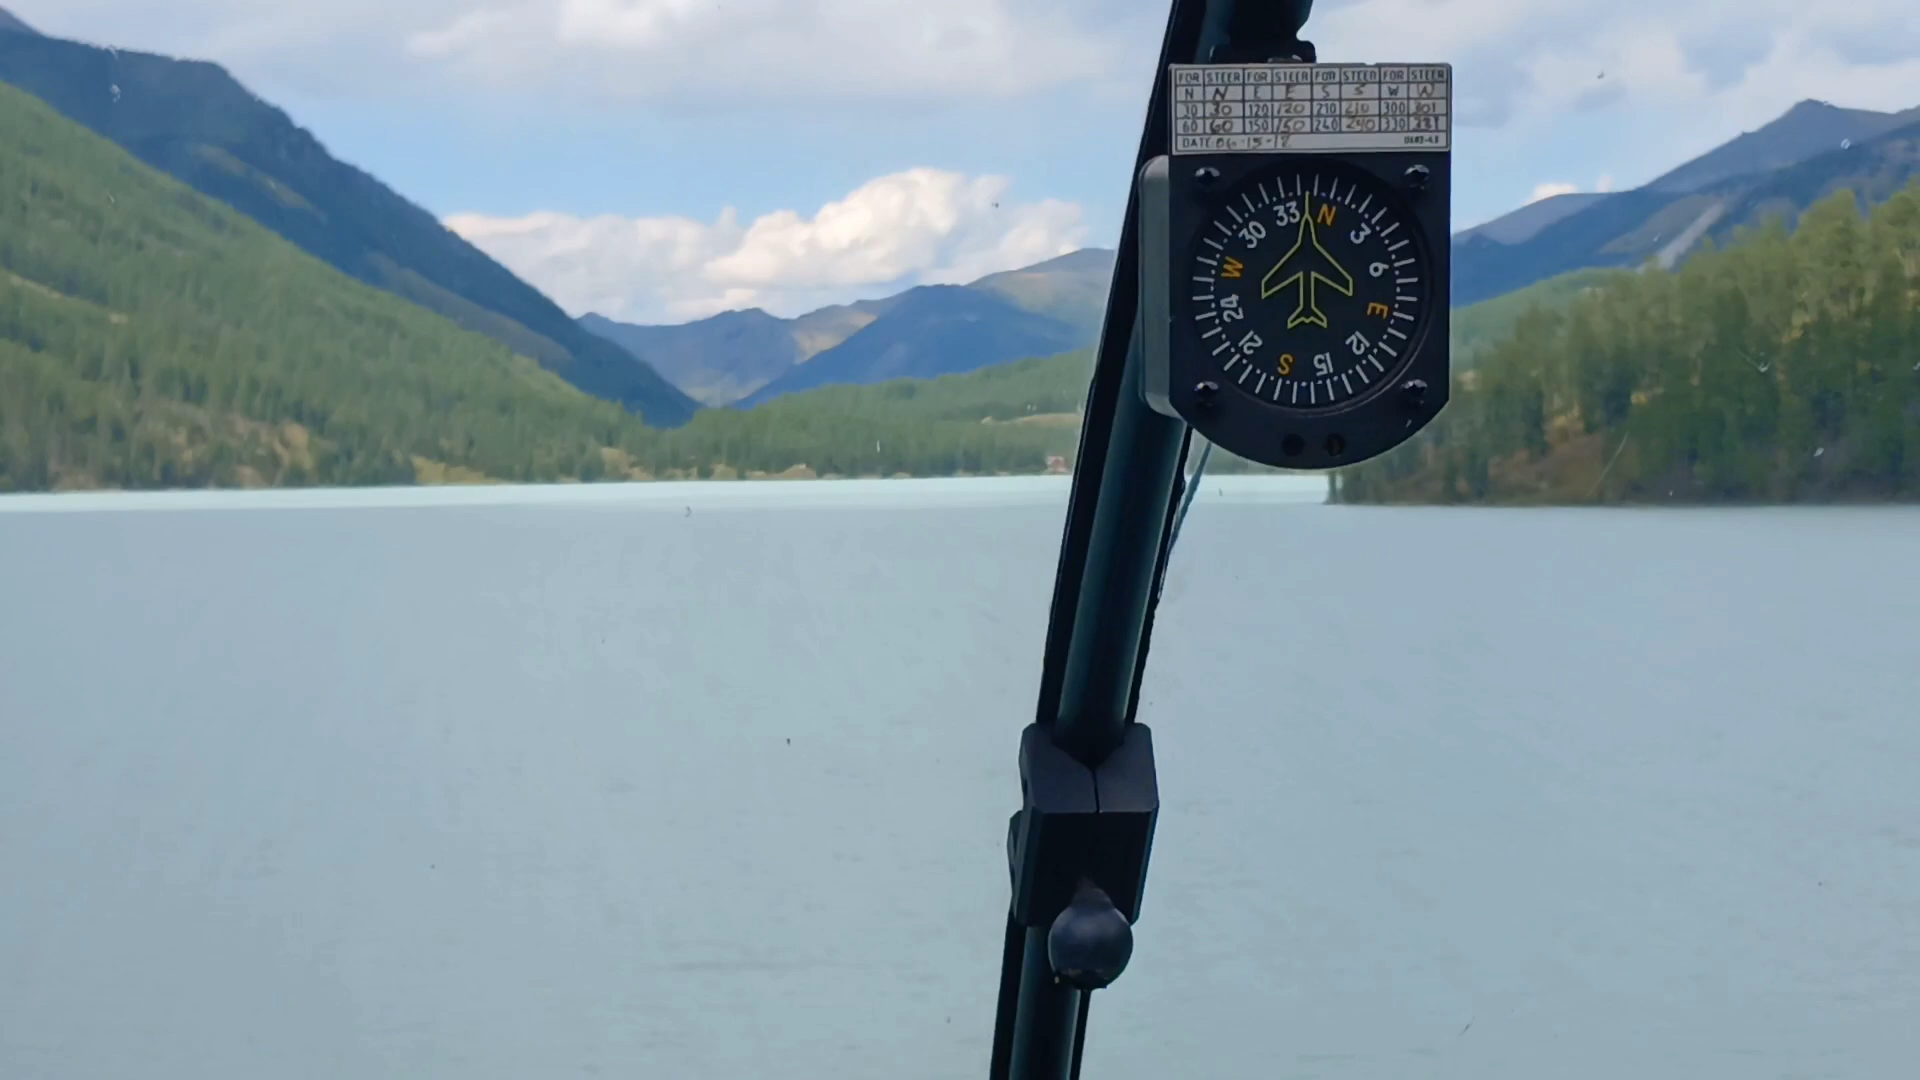 FOR STEER FOR STEER FOR STEER FOR STEER
N N E E S S W W
30 30 120 120 210 210 300 301
60 60 150 150 240 240 330 331
DATE 06-15-12
33 N 3
30 6
W E
24 12
21 S 15